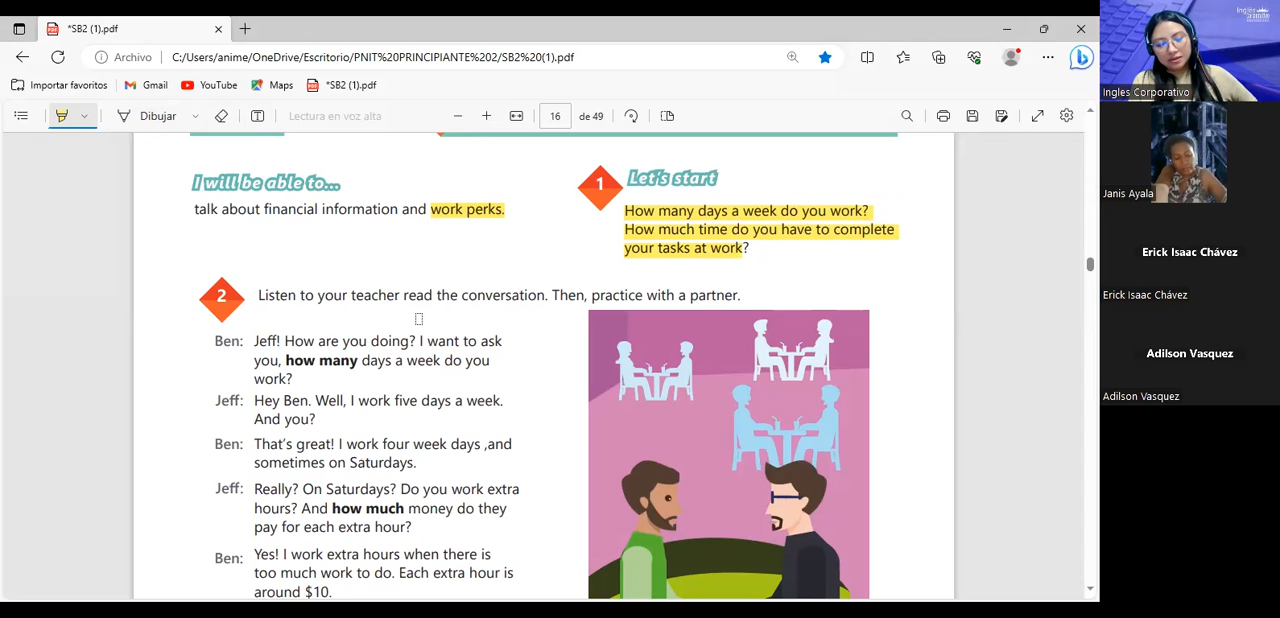 *SB2 (1).pdf
Archivo
C:/Users/anime/OneDrive/Escritorio/PNIT%20PRINCIPIANTE%202/SB2%20(1).pdf
Importar favoritos
Gmail
YouTube
Maps
*SB2 (1).pdf
Dibujar
Lectura en voz alta
16
de 49
I will be able to...
talk about financial information and work perks.
1
Let's start
How many days a week do you work?
How much time do you have to complete
your tasks at work?
2
Listen to your teacher read the conversation. Then, practice with a partner.
Ben: Jeff! How are you doing? I want to ask
you, how many days a week do you
work?
Jeff: Hey Ben. Well, I work five days a week.
And you?
Ben: That's great! I work four week days ,and
sometimes on Saturdays.
Jeff: Really? On Saturdays? Do you work extra
hours? And how much money do they
pay for each extra hour?
Ben: Yes! I work extra hours when there is
too much work to do. Each extra hour is
around $10.
Ingles Corporativo
Janis Ayala
Erick Isaac Chávez
Erick Isaac Chávez
Adilson Vasquez
Adilson Vasquez